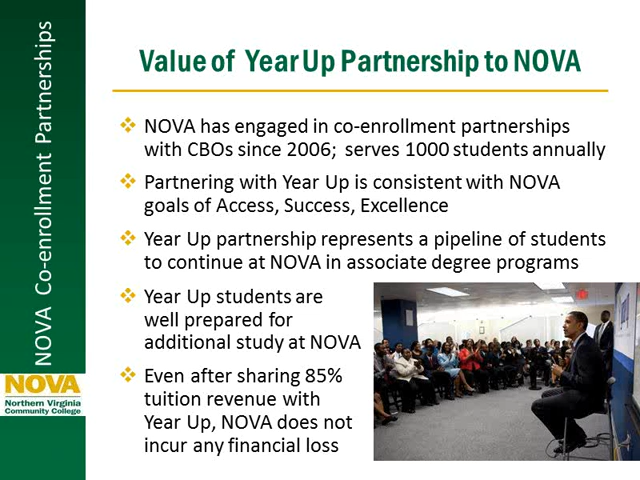 NOVA Co-enrollment Partnerships
Value of Year Up Partnership to NOVA
NOVA has engaged in co-enrollment partnerships
with CBOs since 2006; serves 1000 students annually
Partnering with Year Up is consistent with NOVA
goals of Access, Success, Excellence
Year Up partnership represents a pipeline of students
to continue at NOVA in associate degree programs
Year Up students are
well prepared for
additional study at NOVA
Even after sharing 85%
tuition revenue with
Year Up, NOVA does not
incur any financial loss
NOVA
Northern Virginia
Community College